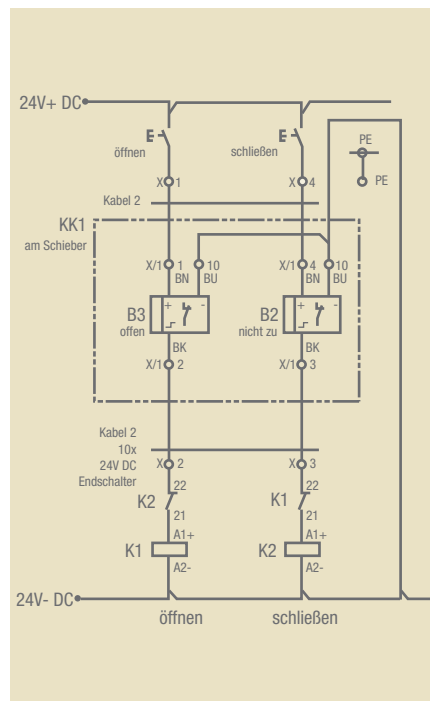 24V+ DC
E
öffnen
E
schließen
PE
PE
X 1
X 4
Kabel 2
KK1
am Schieber
X/1 1
10
X/1 4
10
BN
BU
BN
BU
B3
offen
+ -
B2
nicht zu
+ -
BK
BK
X/1 2
X/1 3
Kabel 2
10x
24V DC
Endschalter
X 2
X 3
22
22
K2
K1
21
21
A1+
A1+
K1
K2
A2-
A2-
24V- DC
öffnen
schließen